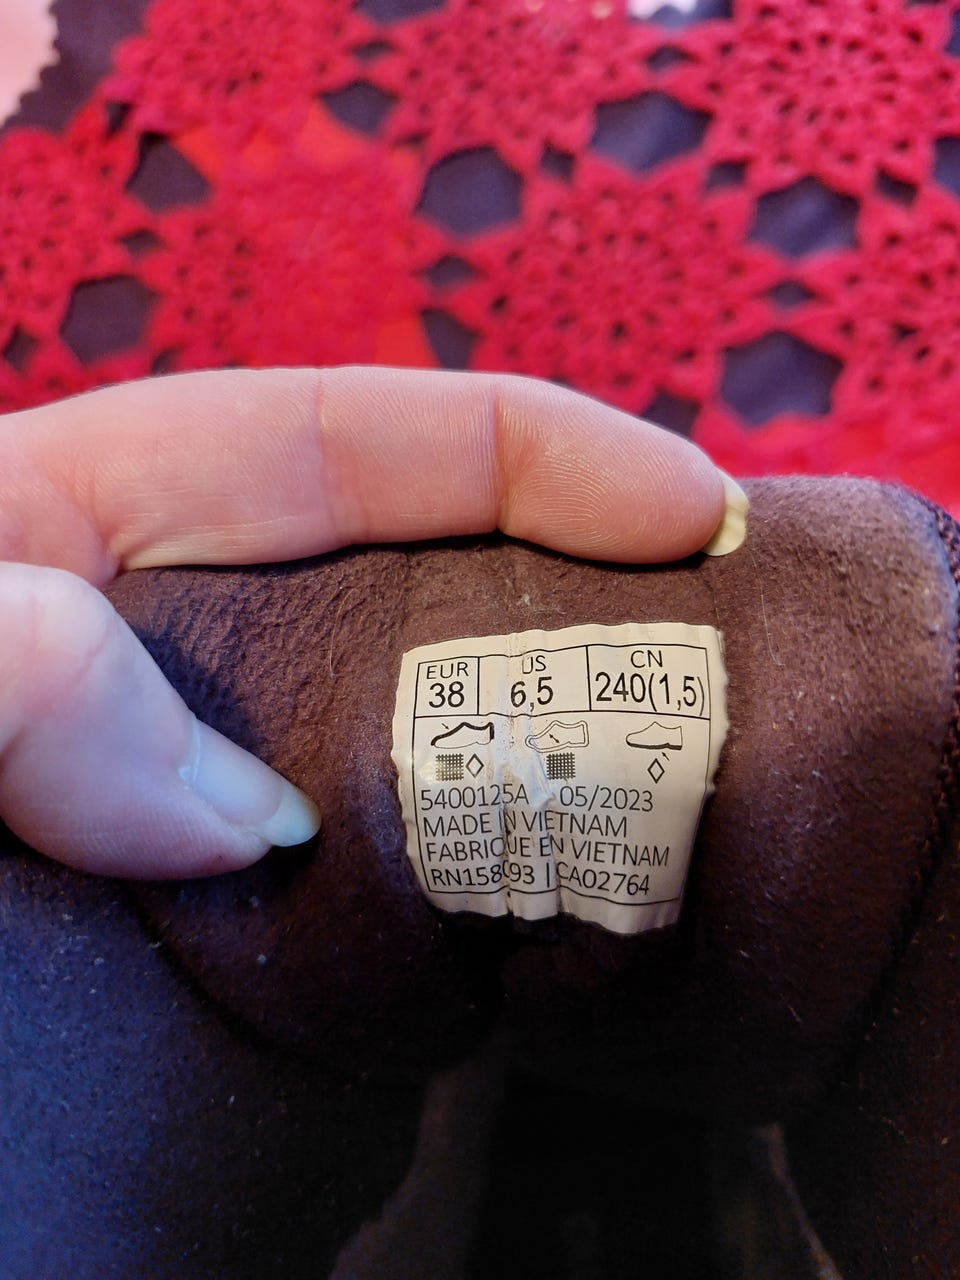 EUR US CN
38 6,5 240(1,5)
5400125A 05/2023
MADE IN VIETNAM
FABRIQUE EN VIETNAM
| CA02764